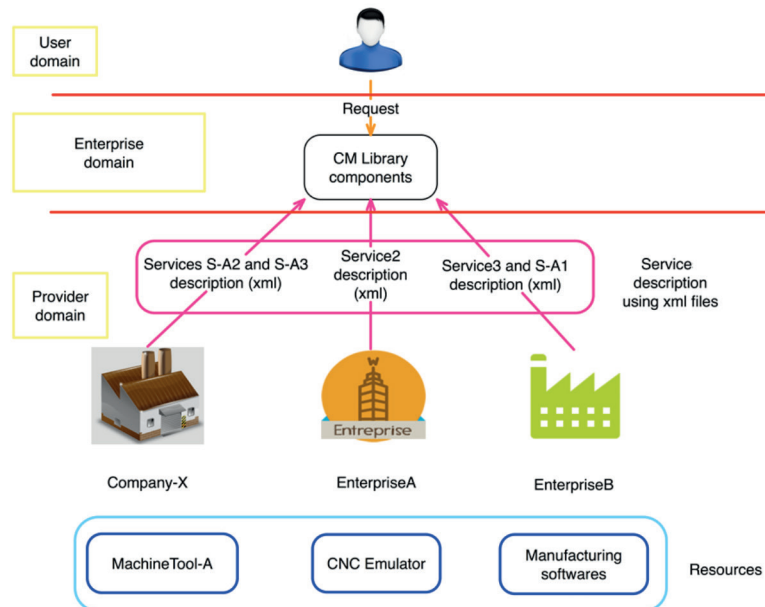 User
domain
Request
Enterprise
domain
CM Library
components
Services S-A2 and S-A3
description (xml)
Service2
description
(xml)
Service3 and S-A1
description (xml)
Service
description
using xml files
Provider
domain
W
Entreprise
Company-X
EnterpriseA
EnterpriseB
MachineTool-A
CNC Emulator
Manufacturing
softwares
Resources